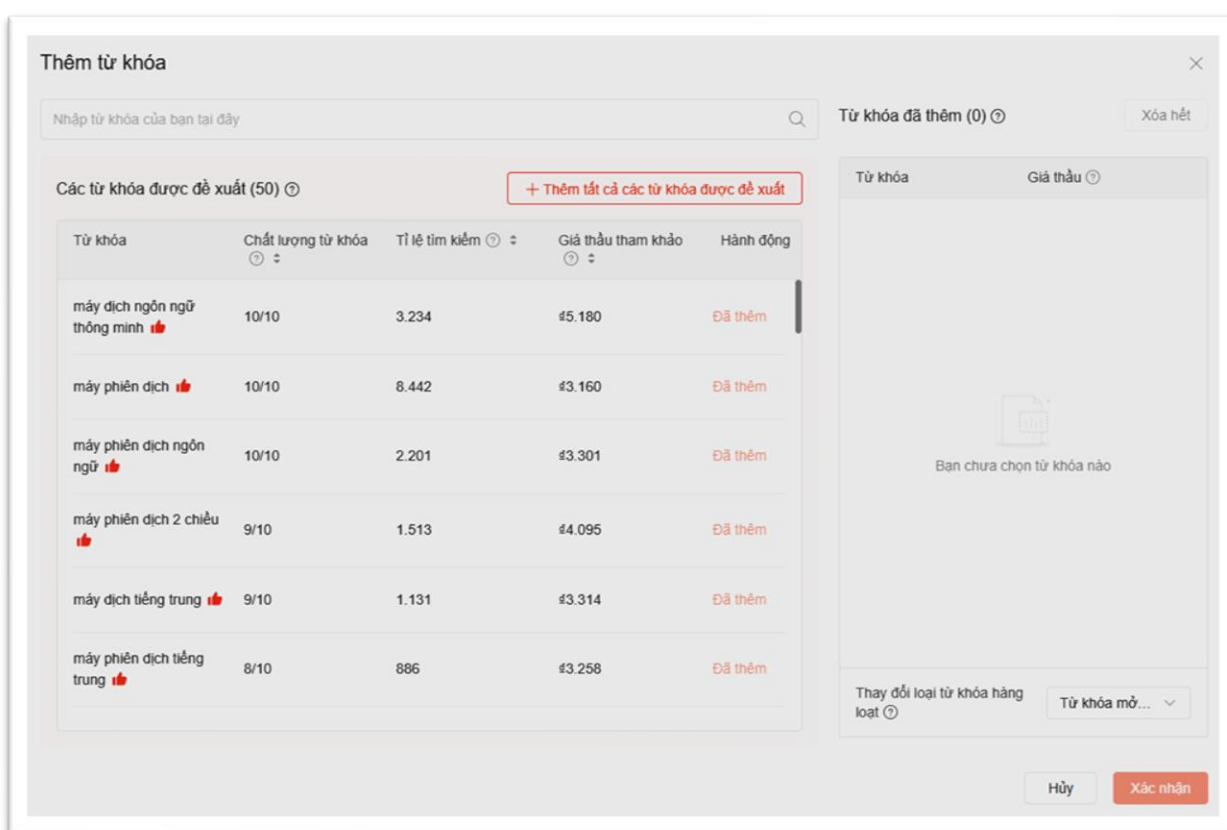 Thêm từ khóa
Nhập từ khóa của bạn tại đây
Từ khóa đã thêm (0)
Xóa hết
Các từ khóa được đề xuất (50)
+ Thêm tất cả các từ khóa được đề xuất
Từ khóa
Chất lượng từ khóa
Tỉ lệ tìm kiếm
Giá thầu tham khảo
Hành động
máy dịch ngôn ngữ
thông minh
10/10
3.234
₫5.180
Đã thêm
máy phiên dịch
10/10
8.442
₫3.160
Đã thêm
máy phiên dịch ngôn
ngữ
10/10
2.201
₫3.301
Đã thêm
máy phiên dịch 2 chiều
9/10
1.513
₫4.095
Đã thêm
máy dịch tiếng trung
9/10
1.131
₫3.314
Đã thêm
máy phiên dịch tiếng
trung
8/10
886
₫3.258
Đã thêm
Từ khóa
Giá thầu
Bạn chưa chọn từ khóa nào
Thay đổi loại từ khóa hàng
loạt
Từ khóa mở...
Hủy
Xác nhận